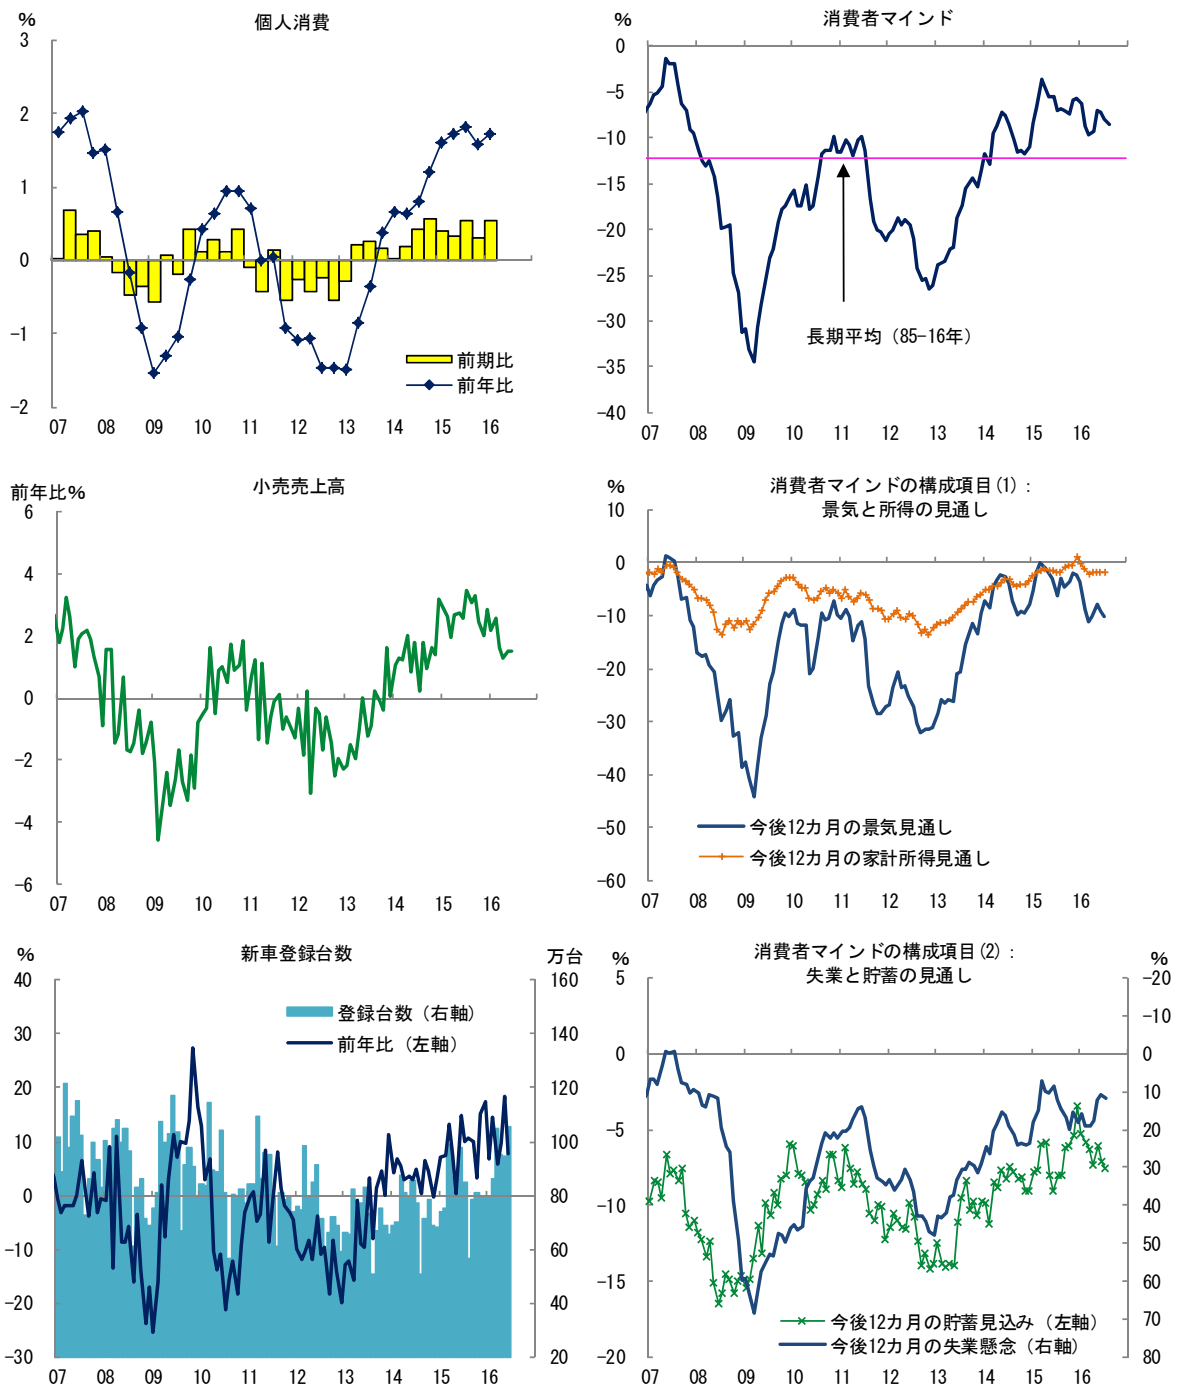 個人消費
%
3
2
1
0
-1
-2
前期比
前年比
07 08 09 10 11 12 13 14 15 16
消費者マインド
%
0
-5
-10
-15
-20
-25
-30
-35
-40
長期平均（85-16年）
07 08 09 10 11 12 13 14 15 16
小売売上高
前年比%
6
4
2
0
-2
-4
-6
07 08 09 10 11 12 13 14 15 16
消費者マインドの構成項目(1)：
景気と所得の見通し
%
10
0
-10
-20
-30
-40
-50
-60
今後12カ月の景気見通し
今後12カ月の家計所得見通し
07 08 09 10 11 12 13 14 15 16
新車登録台数
%
万台
40
30
20
10
0
-10
-20
-30
160
140
120
100
80
60
40
20
登録台数（右軸）
前年比（左軸）
07 08 09 10 11 12 13 14 15 16
消費者マインドの構成項目(2)：
失業と貯蓄の見通し
%
%
5
0
-5
-10
-15
-20
-20
-10
0
10
20
30
40
50
60
70
80
今後12カ月の貯蓄見込み（左軸）
今後12カ月の失業懸念（右軸）
07 08 09 10 11 12 13 14 15 16